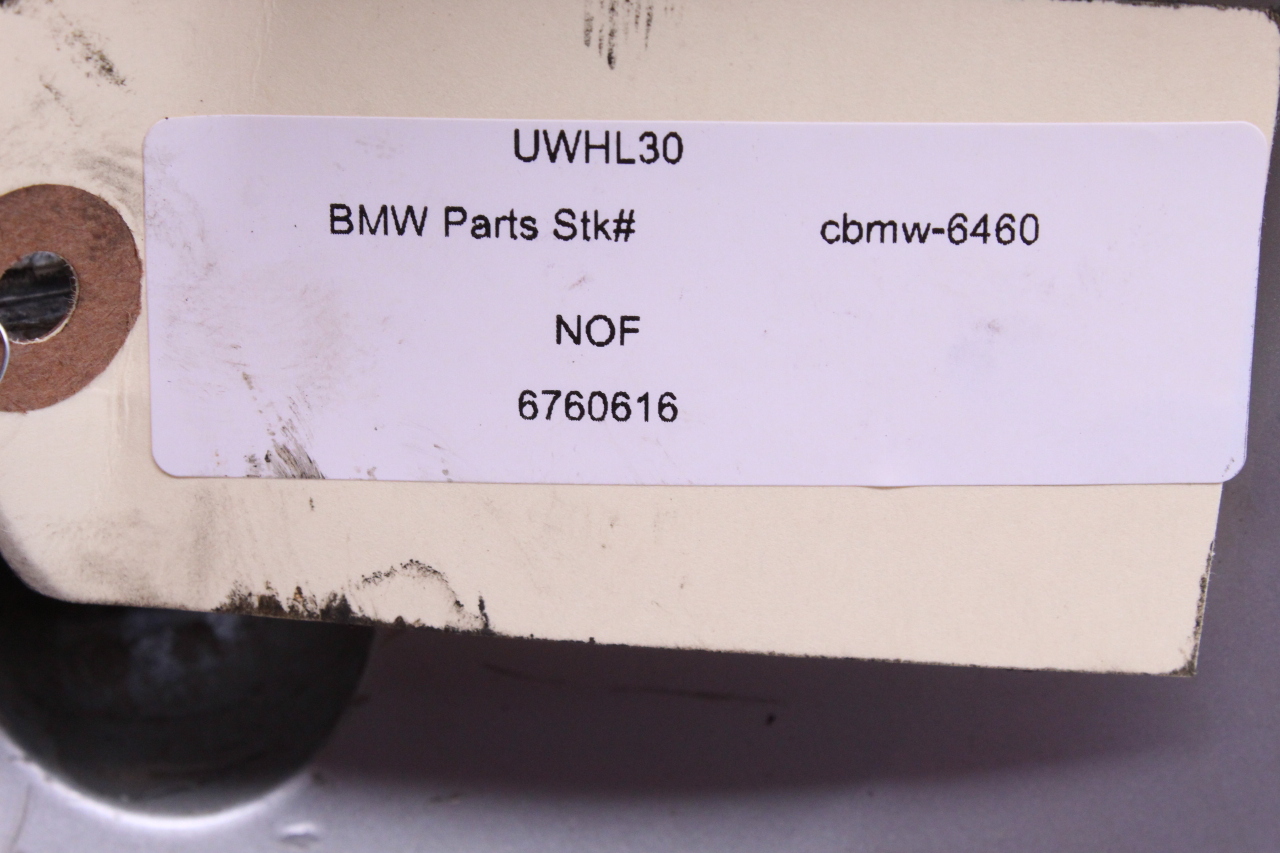 UWHL30
BMW Parts Stk# cbmw-6460
NOF
6760616